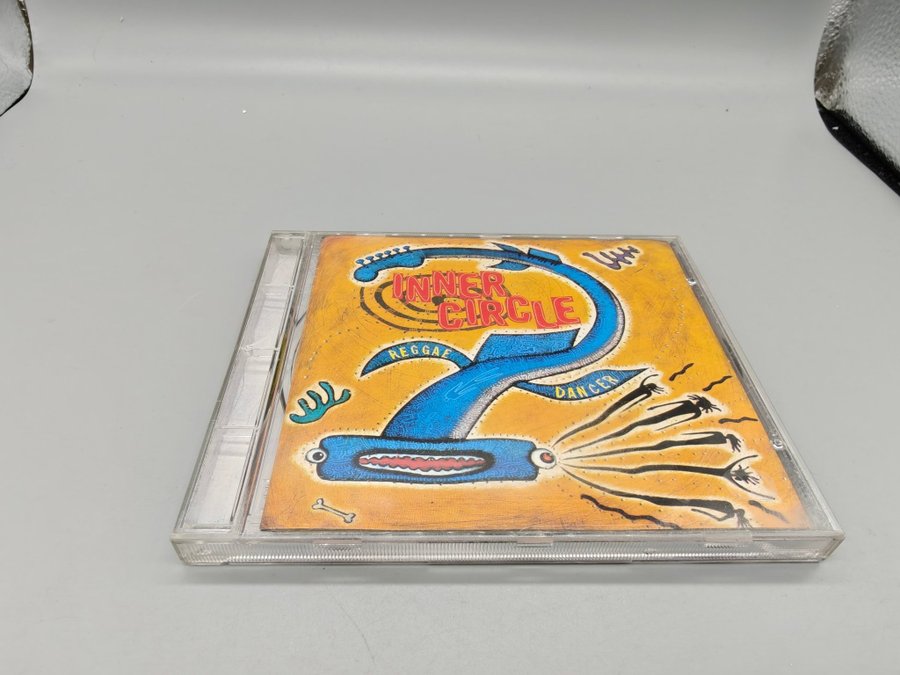 INNER
CIRCLE
REGGAE
DANCER